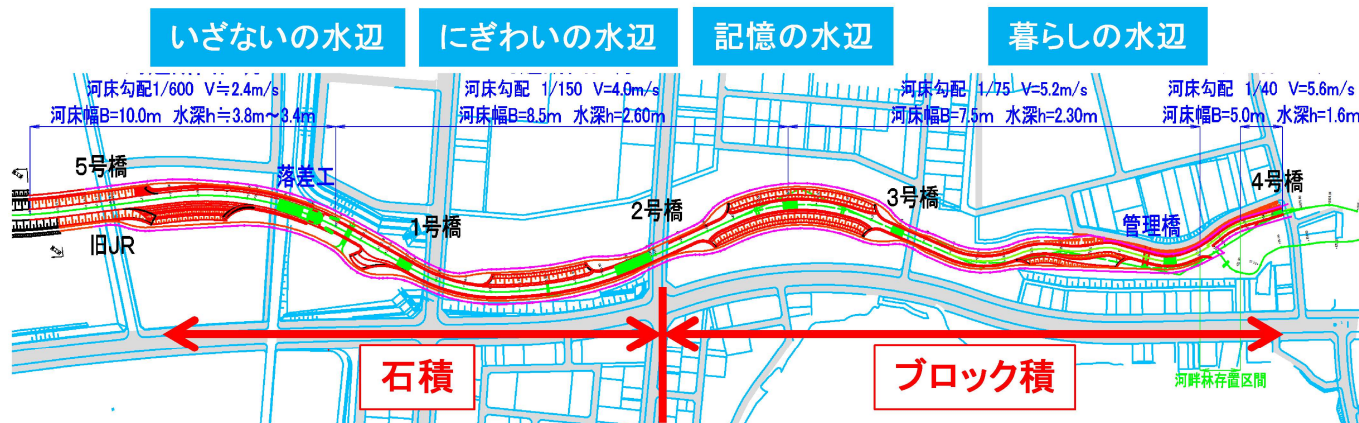 いざないの水辺
にぎわいの水辺
記憶の水辺
暮らしの水辺
河床勾配1/600 V≒2.4m/s
河床幅B=10.0m 水深h≒3.8m～3.4m
河床勾配 1/150 V=4.0m/s
河床幅B=8.5m 水深h=2.60m
河床勾配 1/75 V=5.2m/s
河床幅B=7.5m 水深h=2.30m
河床勾配 1/40 V=5.6m/s
河床幅B=5.0m 水深h=1.6m
5号橋
落差工
旧JR
1号橋
2号橋
3号橋
管理橋
4号橋
石積
ブロック積
河畔林存置区間